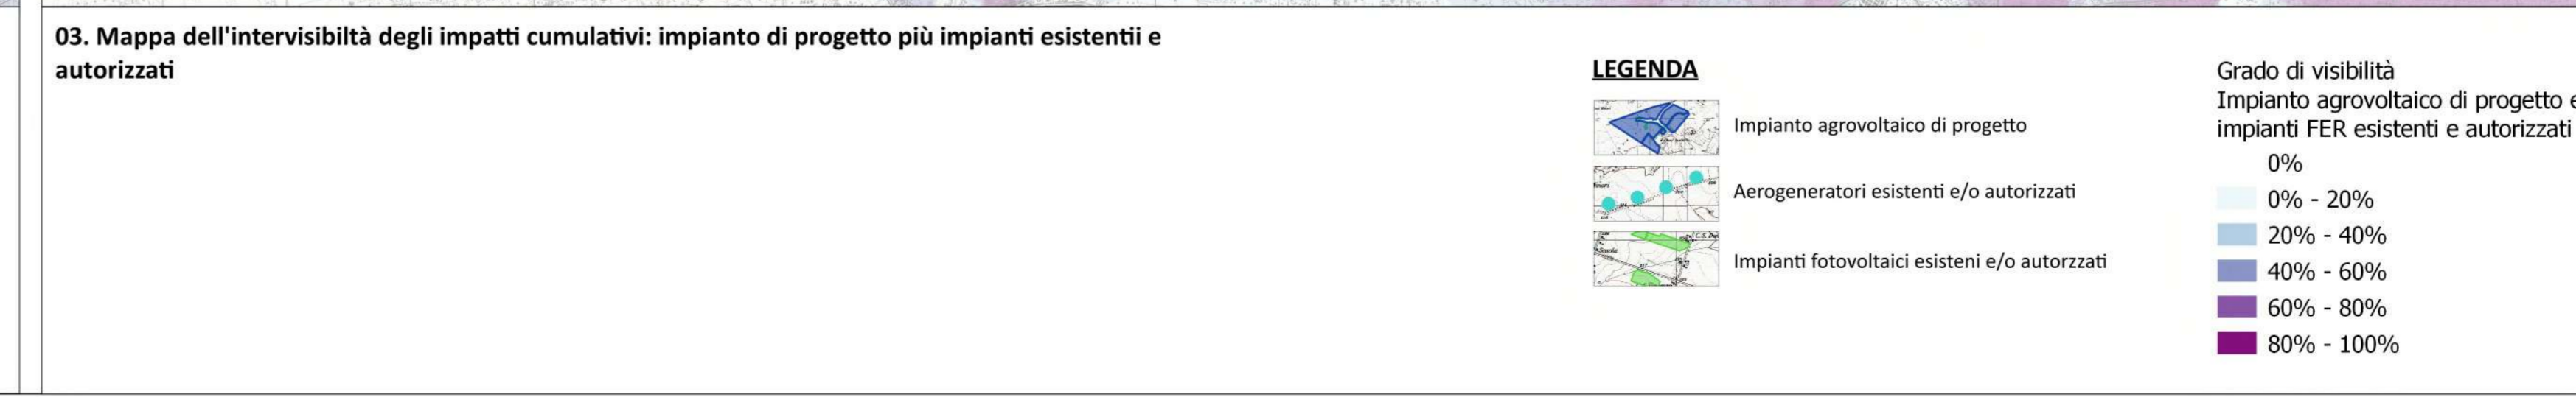 03. Mappa dell'intervisibiltà degli impatti cumulativi: impianto di progetto più impianti esistentii e
autorizzati
LEGENDA
Impianto agrovoltaico di progetto
Aerogeneratori esistenti e/o autorizzati
Impianti fotovoltaici esisteni e/o autorzzati
Grado di visibilità
Impianto agrovoltaico di progetto e
impianti FER esistenti e autorizzati
0%
0% - 20%
20% - 40%
40% - 60%
60% - 80%
80% - 100%